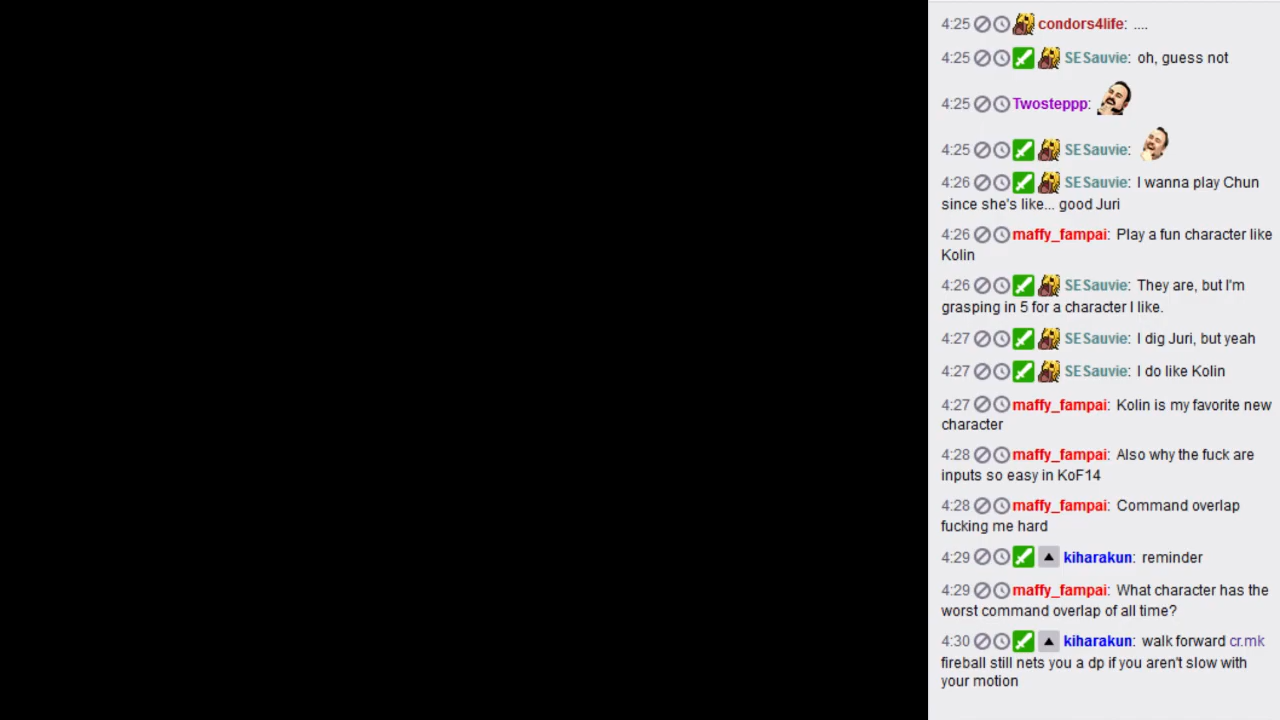 4:25 condors4life: ....
4:25 SESauvie: oh, guess not
4:25 Twosteppp:
4:25 SESauvie:
4:26 SESauvie: I wanna play Chun
since she's like... good Juri
4:26 maffy_fampai: Play a fun character like
Kolin
4:26 SESauvie: They are, but I'm
grasping in 5 for a character I like.
4:27 SESauvie: I dig Juri, but yeah
4:27 SESauvie: I do like Kolin
4:27 maffy_fampai: Kolin is my favorite new
character
4:28 maffy_fampai: Also why the fuck are
inputs so easy in KoF14
4:28 maffy_fampai: Command overlap
fucking me hard
4:29 kiharakun: reminder
4:29 maffy_fampai: What character has the
worst command overlap of all time?
4:30 kiharakun: walk forward cr.mk
fireball still nets you a dp if you aren't slow with
your motion